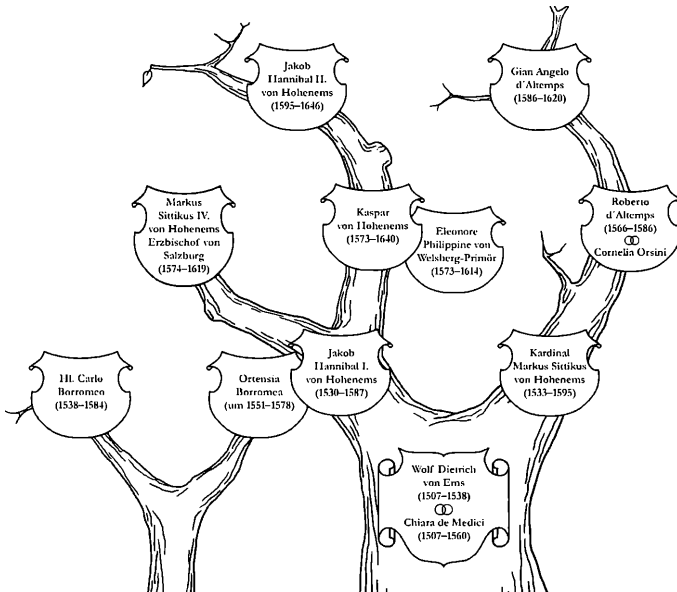 Jakob
Hannibal II.
von Hohenems
(1595–1646)
Gian Angelo
d'Altemps
(1586–1620)
Markus
Sittikus IV.
von Hohenems
Erzbischof von
Salzburg
(1574–1619)
Kaspar
von Hohenems
(1573–1640)
Eleonore
Philippine von
Welsberg-Primör
(1573–1614)
Roberto
d'Altemps
(1566–1586)
Cornelia Orsini
Hl. Carlo
Borromeo
(1538–1584)
Ortensia
Borromea
(um 1551–1578)
Jakob
Hannibal I.
von Hohenems
(1530–1587)
Kardinal
Markus Sittikus
von Hohenems
(1533–1595)
Wolf Dietrich
von Ems
(1507–1538)
Chiara de Medici
(1507–1560)